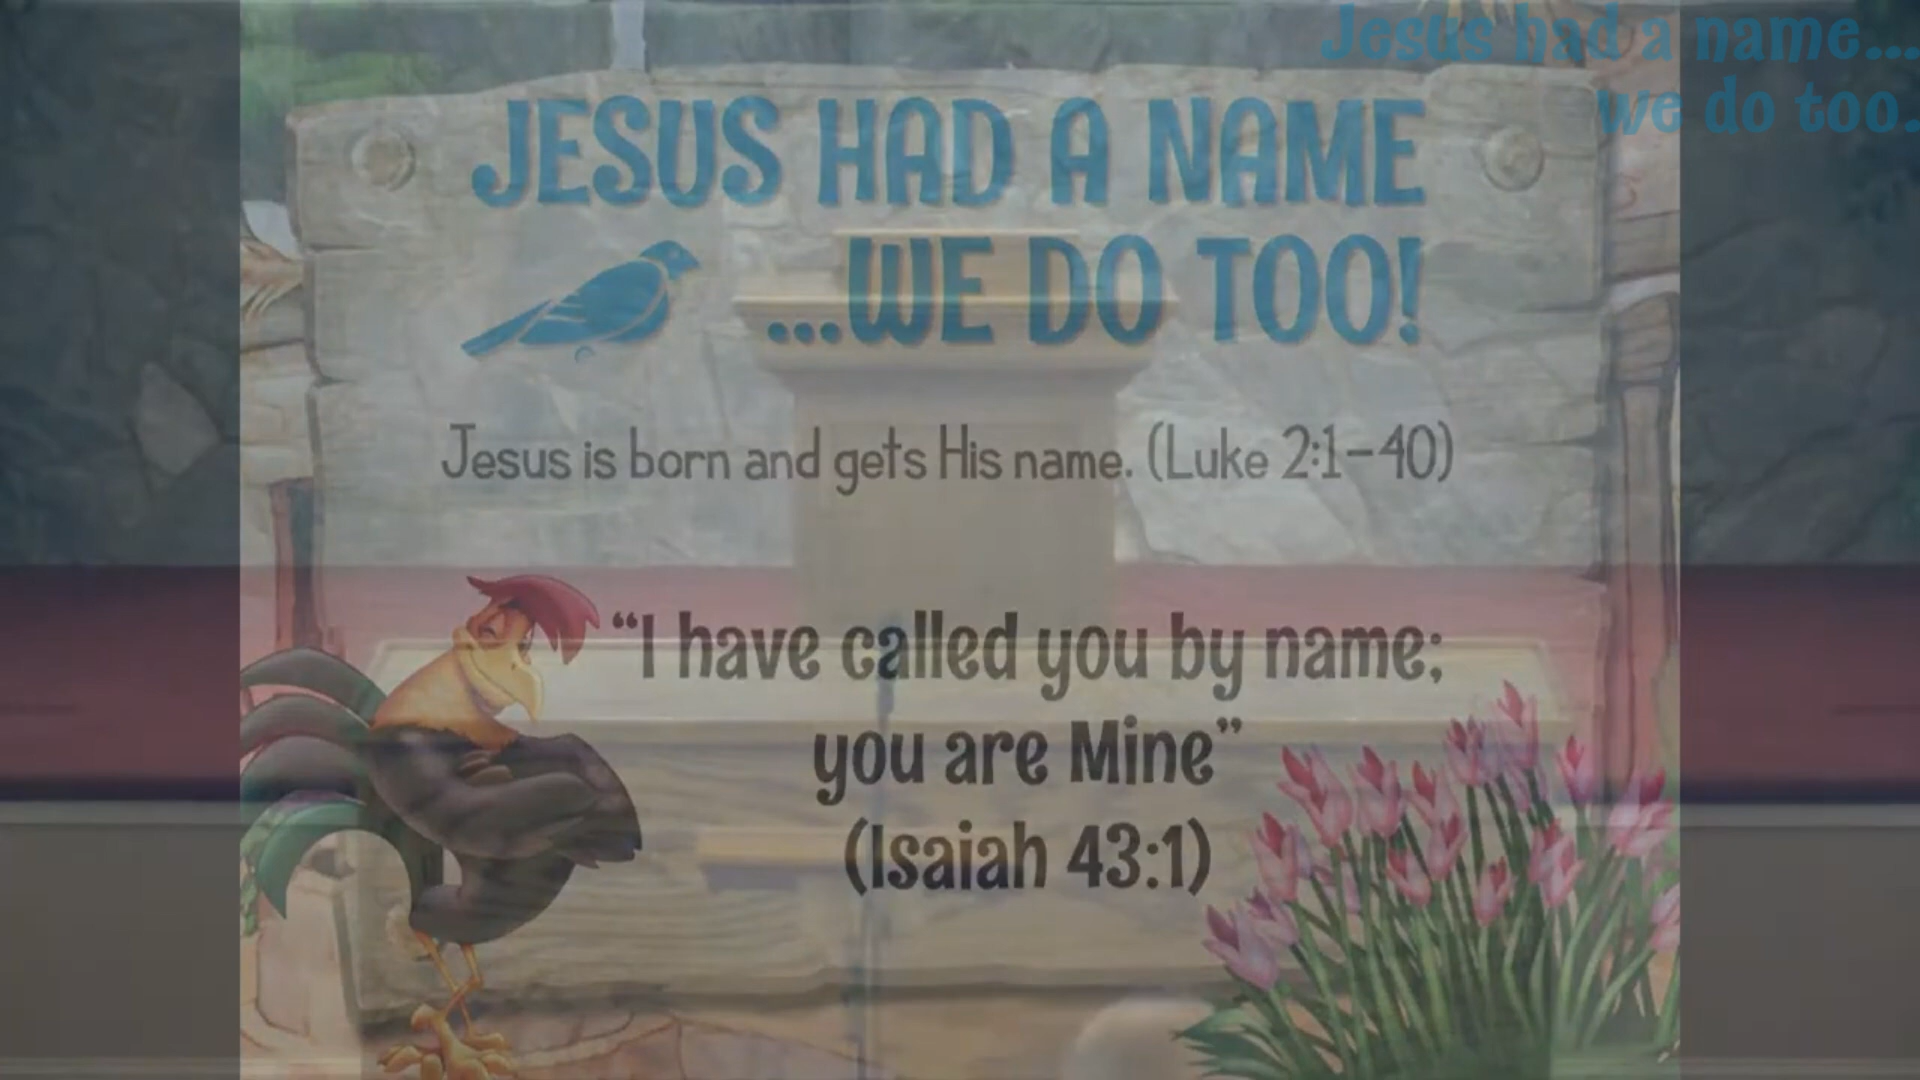 Jesus had a name...
we do too.
JESUS HAD A NAME
...WE DO TOO!
Jesus is born and gets His name. (Luke 2:1-40)
“I have called you by name;
you are Mine”
(Isaiah 43:1)